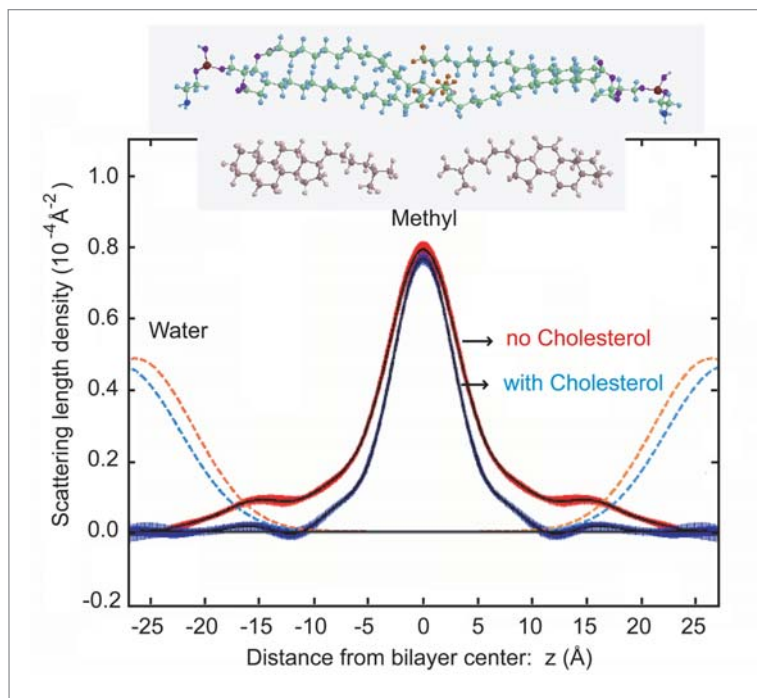 Methyl
Water
no Cholesterol
with Cholesterol
Scattering length density (10⁻⁴Å⁻²)
1.0
0.8
0.6
0.4
0.2
0.0
-0.2
-25 -20 -15 -10 -5 0 5 10 15 20 25
Distance from bilayer center: z (Å)